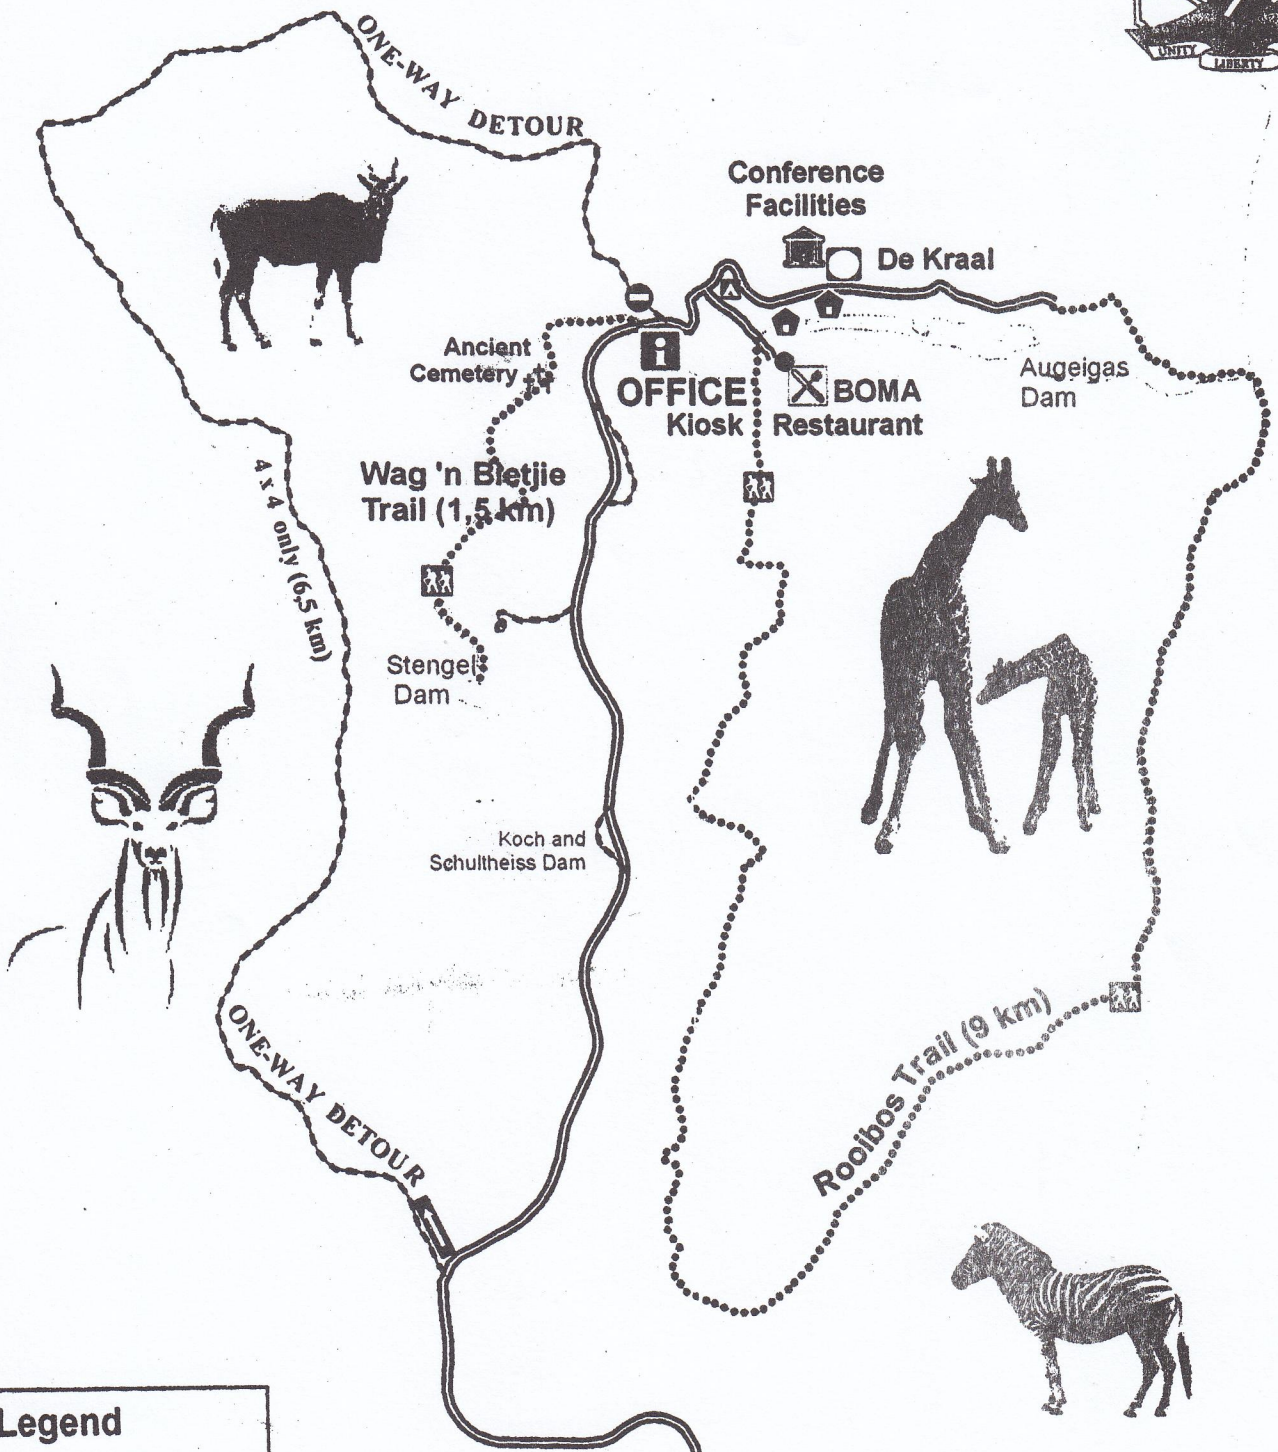 UNITY
LIBERTY
ONE-WAY DETOUR
Conference
Facilities
De Kraal
Ancient
Cemetery
OFFICE
Kiosk
BOMA
Restaurant
Augeigas
Dam
Wag 'n Bietjie
Trail (1,5 km)
4 x 4 only (6,5 km)
Stengel
Dam
Koch and
Schultheiss Dam
ONE-WAY DETOUR
Rooibos Trail (9 km)
Legend